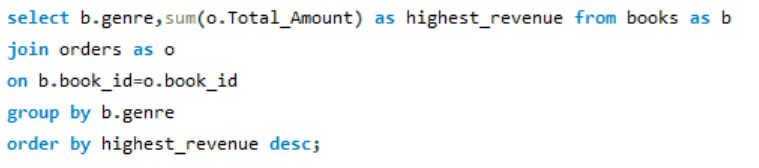 select b.genre,sum(o.Total_Amount) as highest_revenue from books as b
join orders as o
on b.book_id=o.book_id
group by b.genre
order by highest_revenue desc;